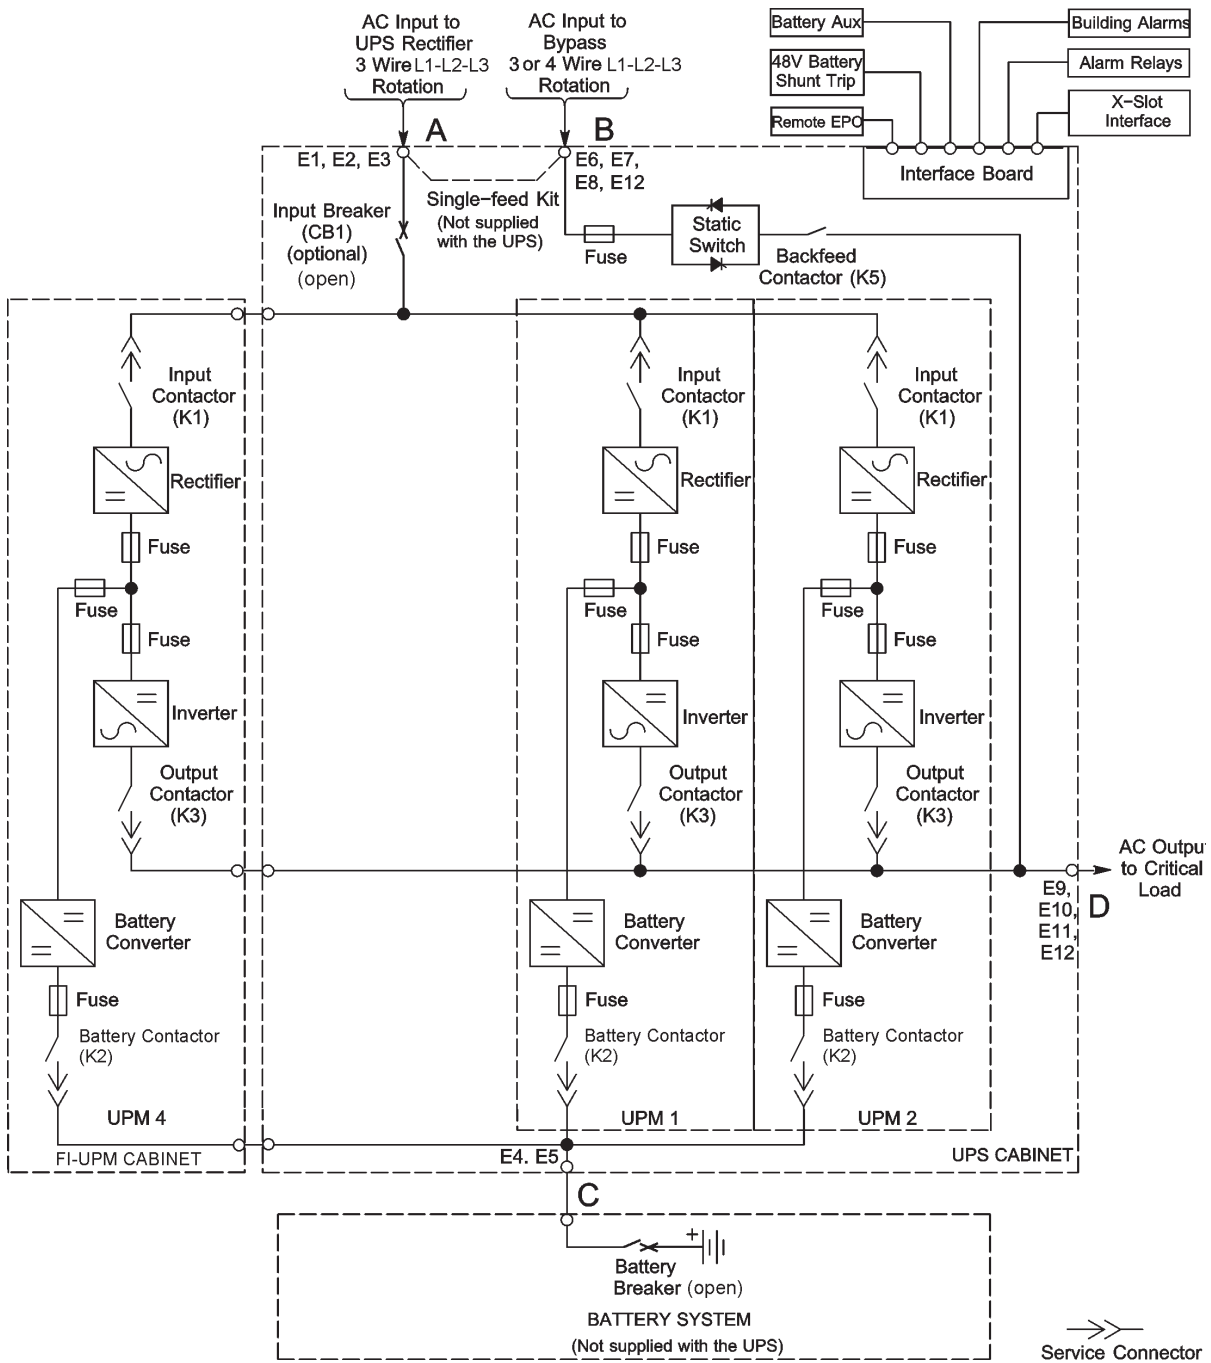 AC Input to
UPS Rectifier
3 Wire L1-L2-L3
Rotation
AC Input to
Bypass
3 or 4 Wire L1-L2-L3
Rotation
Battery Aux
48V Battery
Shunt Trip
Remote EPO
Building Alarms
Alarm Relays
X-Slot
Interface
A
B
E1, E2, E3
E6, E7,
E8, E12
Interface Board
Single-feed Kit
(Not supplied
with the UPS)
Input Breaker
(CB1)
(optional)
(open)
Fuse
Static
Switch
Backfeed
Contactor (K5)
Input
Contactor
(K1)
Input
Contactor
(K1)
Input
Contactor
(K1)
Rectifier
Rectifier
Rectifier
Fuse
Fuse
Fuse
Fuse
Fuse
Fuse
Fuse
Fuse
Fuse
Inverter
Inverter
Inverter
Output
Contactor
(K3)
Output
Contactor
(K3)
Output
Contactor
(K3)
AC Output
to Critical
Load
E9,
E10,
E11,
E12
D
Battery
Converter
Battery
Converter
Battery
Converter
Fuse
Fuse
Fuse
Battery Contactor
(K2)
Battery Contactor
(K2)
Battery Contactor
(K2)
UPM 4
UPM 1
UPM 2
FI-UPM CABINET
E4. E5
UPS CABINET
C
+
Battery
Breaker (open)
BATTERY SYSTEM
(Not supplied with the UPS)
Service Connector